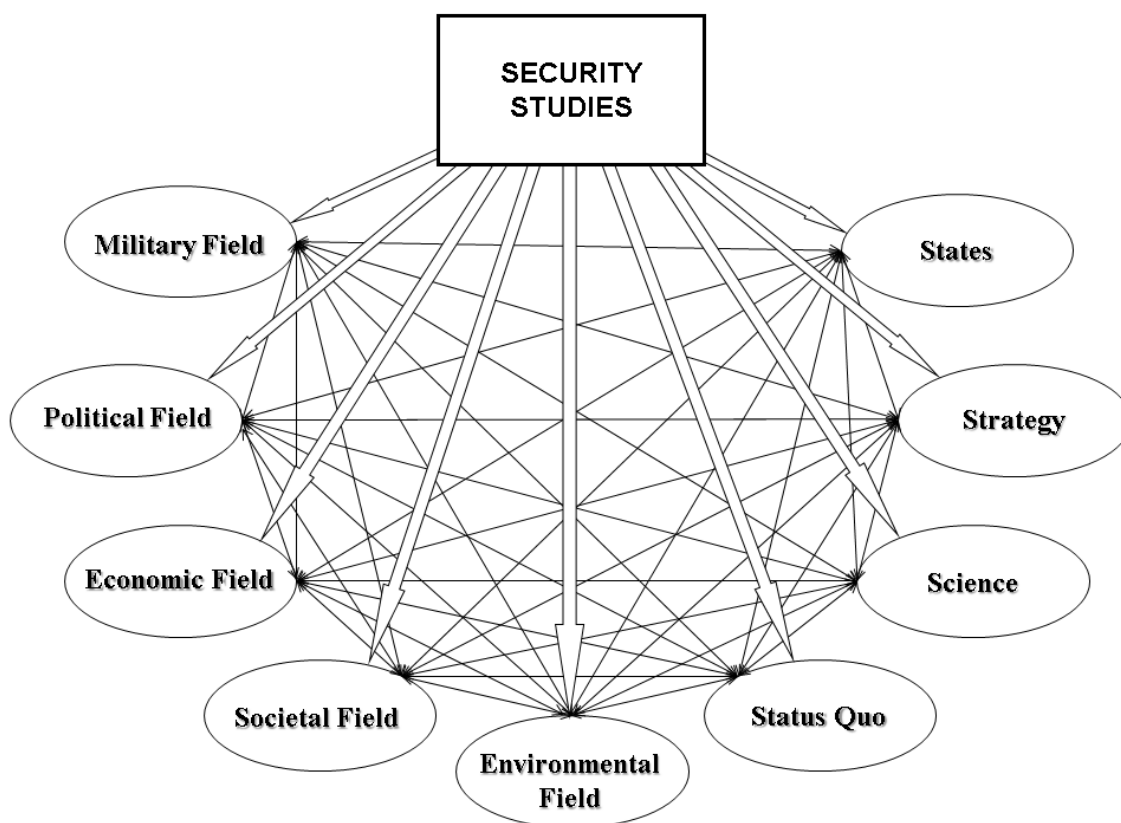 SECURITY
STUDIES
Military Field
States
Political Field
Strategy
Economic Field
Science
Societal Field
Status Quo
Environmental
Field